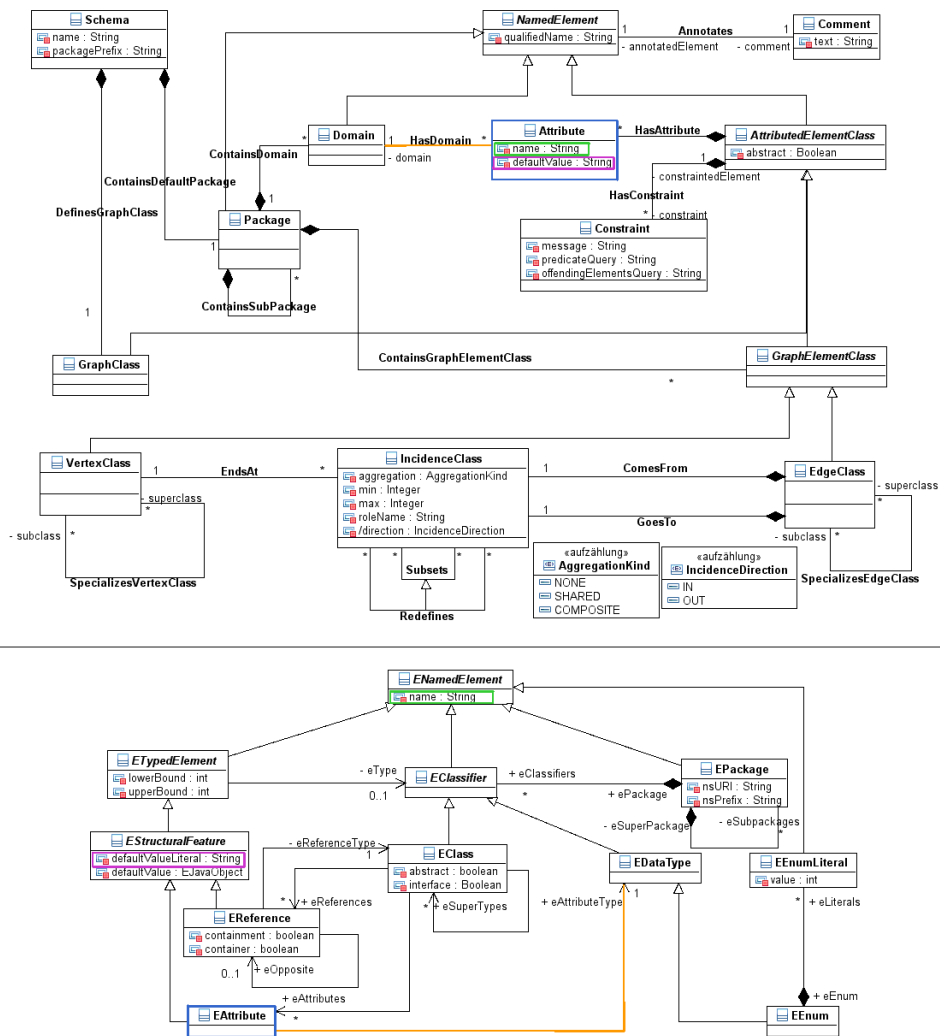 Schema
name : String
packagePrefix : String
NamedElement
qualifiedName : String
1
Annotates
1
- annotatedElement
- comment
Comment
text : String
*
Domain
1
HasDomain
*
- domain
Attribute
name : String
defaultValue : String
*
HasAttribute
AttributedElementClass
abstract : Boolean
ContainsDomain
1
- constraintedElement
ContainsDefaultPackage
HasConstraint
1
DefinesGraphClass
Package
1
* - constraint
Constraint
message : String
predicateQuery : String
offendingElementsQuery : String
*
ContainsSubPackage
1
GraphClass
ContainsGraphElementClass
*
GraphElementClass
VertexClass
1
EndsAt
*
IncidenceClass
aggregation : AggregationKind
min : Integer
max : Integer
roleName : String
/direction : IncidenceDirection
1
ComesFrom
1
GoesTo
EdgeClass
- superclass
*
- superclass
*
- subclass
*
SpecializesVertexClass
*
*
*
*
Subsets
Redefines
«aufzählung»
AggregationKind
NONE
SHARED
COMPOSITE
«aufzählung»
IncidenceDirection
IN
OUT
- subclass
*
SpecializesEdgeClass
ENamedElement
name : String
ETypedElement
lowerBound : int
upperBound : int
- eType
0..1
EClassifier
+ eClassifiers
*
+ ePackage
EPackage
nsURI : String
nsPrefix : String
- eSuperPackage
- eSubpackages
*
EStructuralFeature
defaultValueLiteral : String
defaultValue : EJavaObject
- eReferenceType
1
EClass
abstract : boolean
interface : Boolean
EDataType
EEnumLiteral
value : int
*
+ eReferences
*
+ eSuperTypes
+ eAttributeType
1
*
+ eLiterals
EReference
containment : boolean
container : boolean
0..1
+ eOpposite
+ eAttributes
*
EAttribute
+ eEnum
EEnum